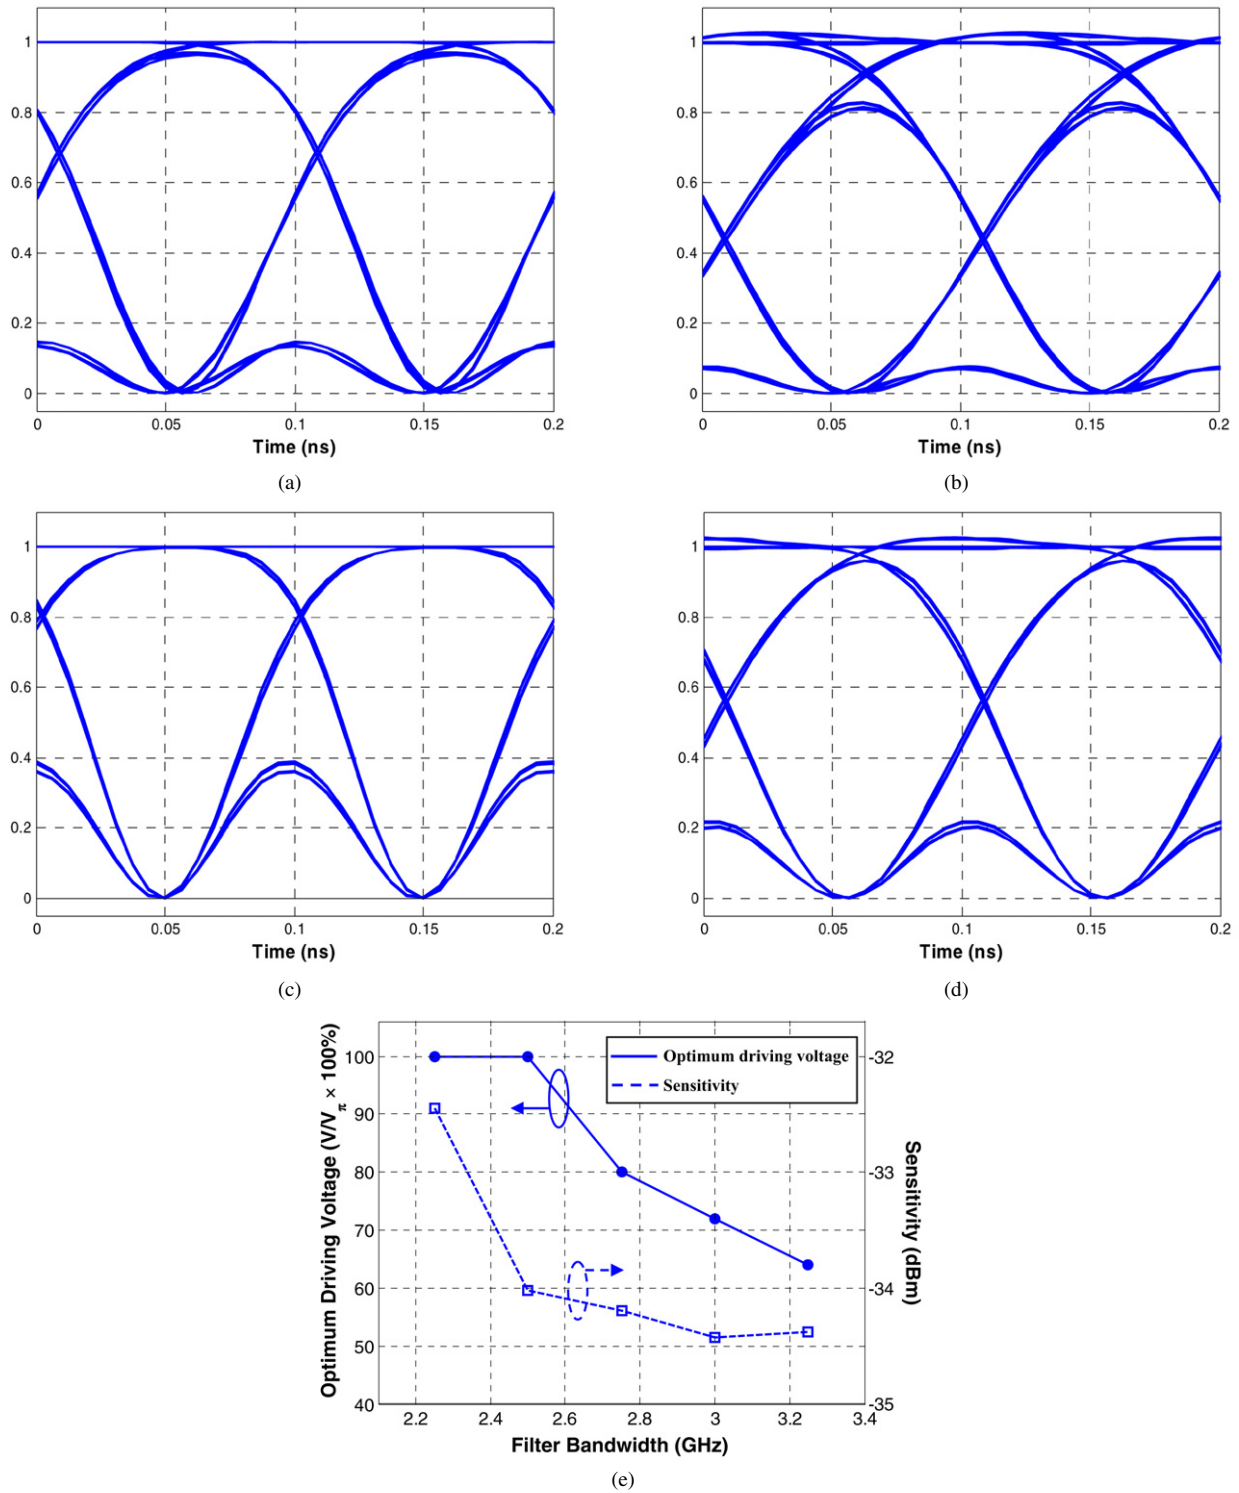 1
0.8
0.6
0.4
0.2
0
0 0.05 0.1 0.15 0.2
Time (ns)
(a)
1
0.8
0.6
0.4
0.2
0
0 0.05 0.1 0.15 0.2
Time (ns)
(b)
1
0.8
0.6
0.4
0.2
0
0 0.05 0.1 0.15 0.2
Time (ns)
(c)
1
0.8
0.6
0.4
0.2
0
0 0.05 0.1 0.15 0.2
Time (ns)
(d)
Optimum Driving Voltage (V/Vπ × 100%)
100
90
80
70
60
50
40
Optimum driving voltage
Sensitivity
-32
-33
-34
-35
Sensitivity (dBm)
2.2 2.4 2.6 2.8 3 3.2 3.4
Filter Bandwidth (GHz)
(e)